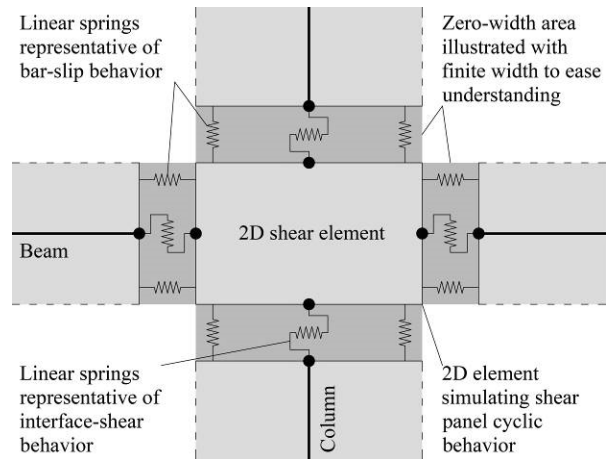 Linear springs
representative of
bar-slip behavior
Zero-width area
illustrated with
finite width to ease
understanding
2D shear element
Beam
Linear springs
representative of
interface-shear
behavior
Column
2D element
simulating shear
panel cyclic
behavior